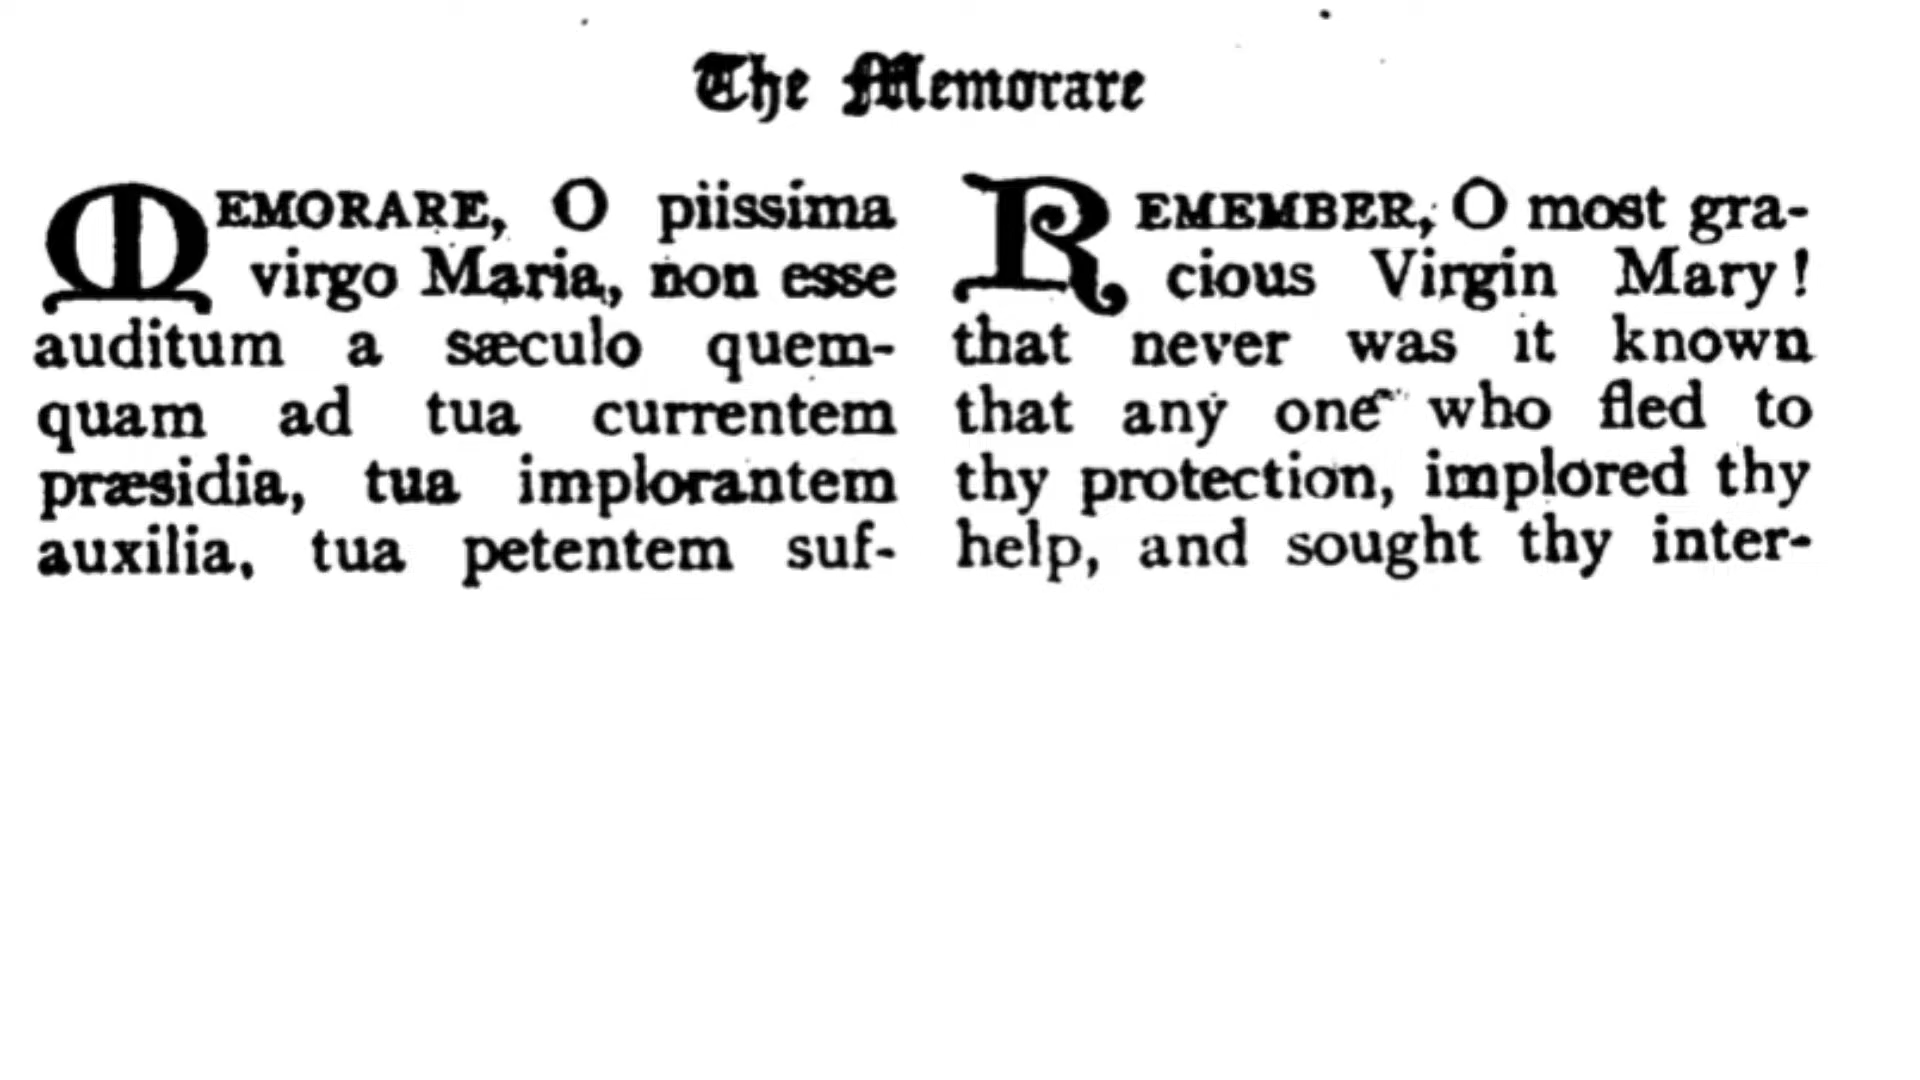 The Memorare
MEMORARE, O piissima
virgo Maria, non esse
auditum a sæculo quem-
quam ad tua currentem
præsidia, tua implorantem
auxilia, tua petentem suf-
REMEMBER, O most gra-
cious Virgin Mary!
that never was it known
that any one who fled to
thy protection, implored thy
help, and sought thy inter-